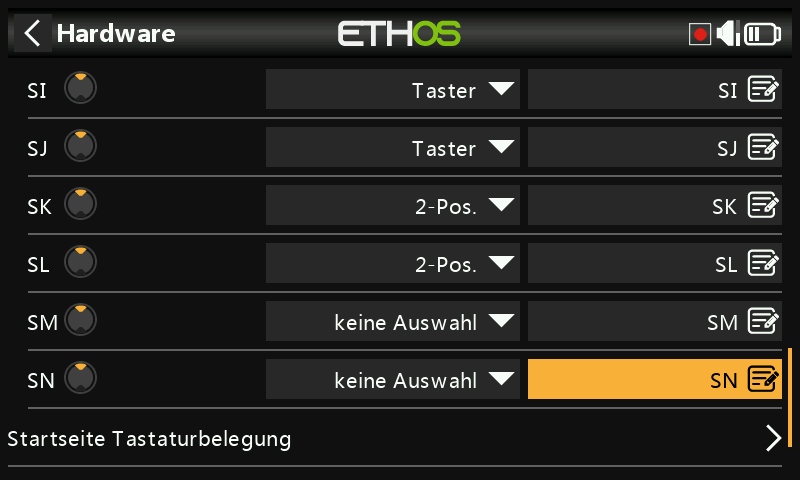 Hardware ETHOS
SI Taster SI
SJ Taster SJ
SK 2-Pos. SK
SL 2-Pos. SL
SM keine Auswahl SM
SN keine Auswahl SN
Startseite Tastaturbelegung